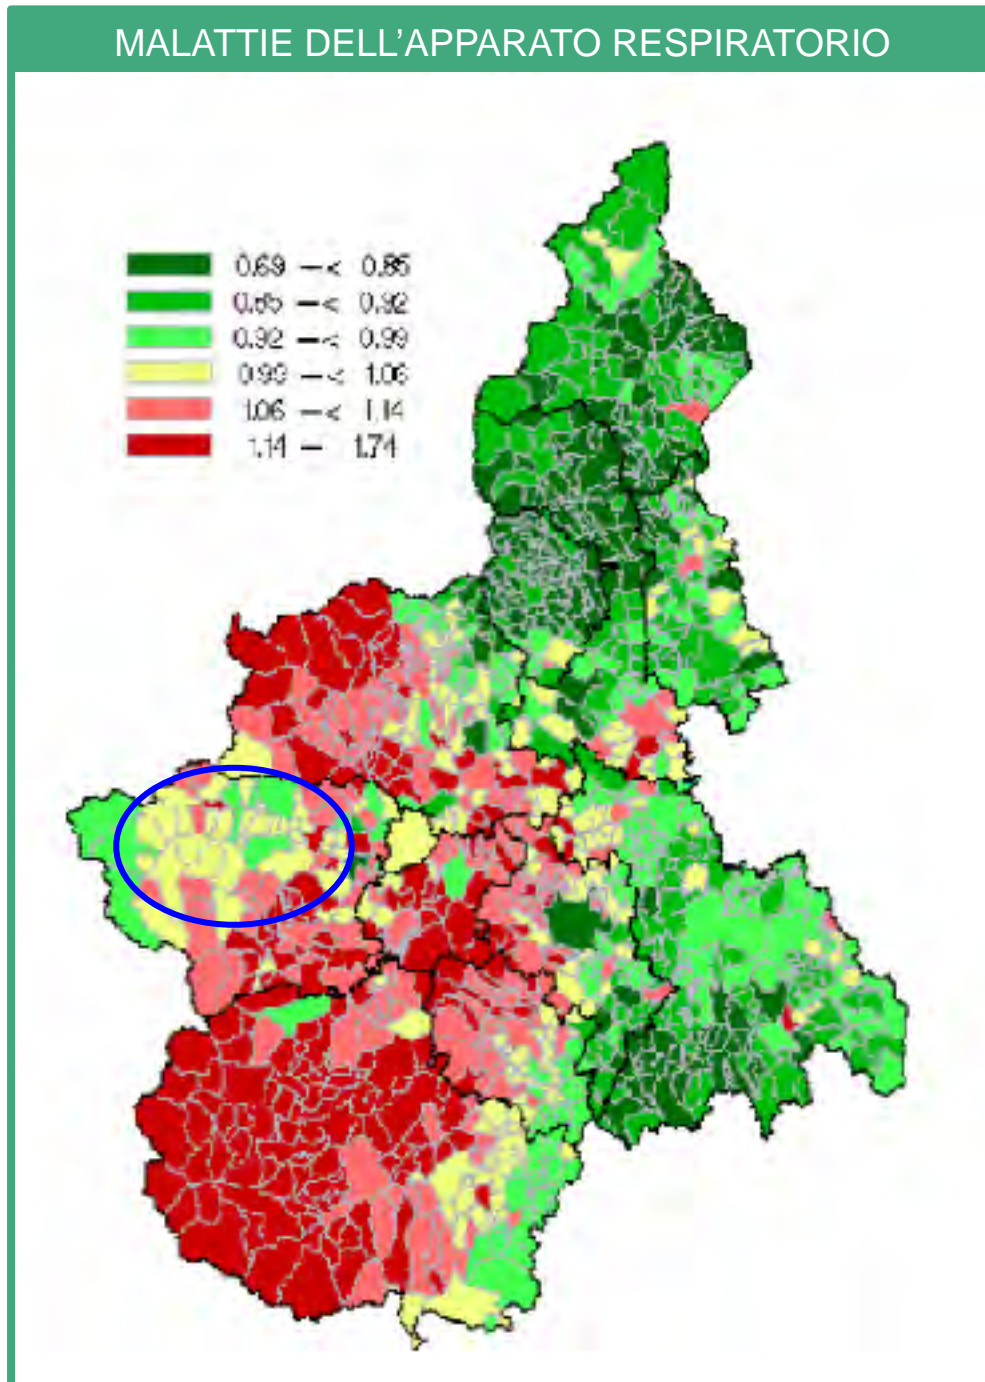 MALATTIE DELL'APPARATO RESPIRATORIO
0.69 –< 0.85
0.85 –< 0.92
0.92 –< 0.99
0.99 –< 1.06
1.06 –< 1.14
1.14 – 1.74